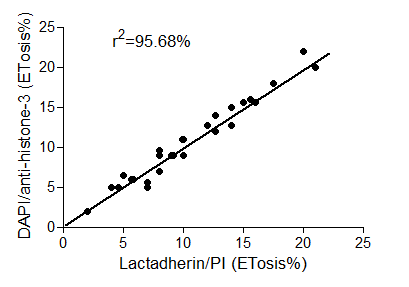 r²=95.68%
DAPI/anti-histone-3 (ETosis%)
25
20
15
10
5
0
0 5 10 15 20 25
Lactadherin/PI (ETosis%)